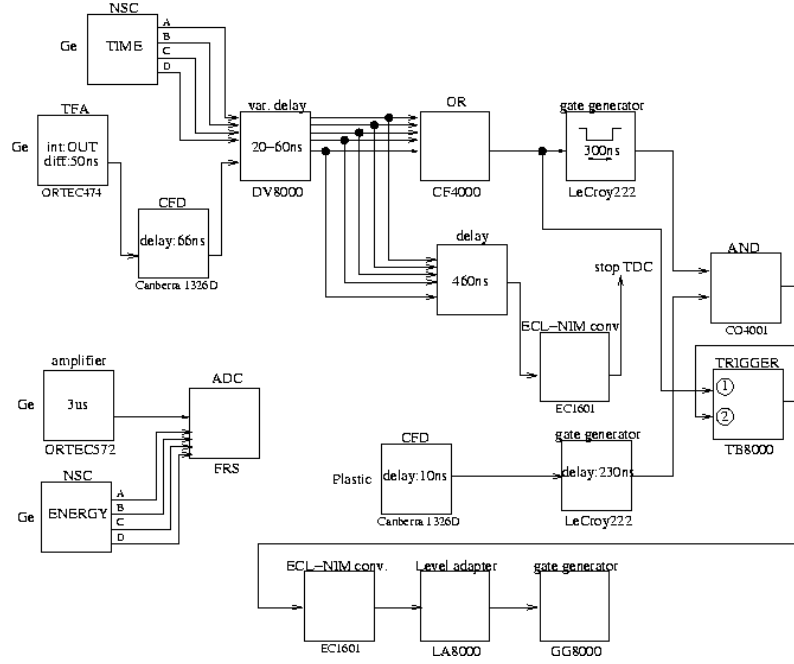 NSC
Ge
TIME
A
B
C
D
TFA
Ge
int:OUT
diff:50ns
ORTEC474
CFD
delay:66ns
Canberra 1326D
var. delay
20-60ns
DV8000
OR
CF4000
gate generator
300ns
LeCroy222
delay
460ns
stop TDC
ECL-NIM conv
EC1601
AND
CO4001
TRIGGER
1
2
TB8000
amplifier
Ge
3us
ORTEC572
ADC
FRS
NSC
Ge
ENERGY
A
B
C
D
Plastic
CFD
delay:10ns
Canberra 1326D
gate generator
delay:230ns
LeCroy222
ECL-NIM conv.
EC1601
Level adapter
LA8000
gate generator
GG8000